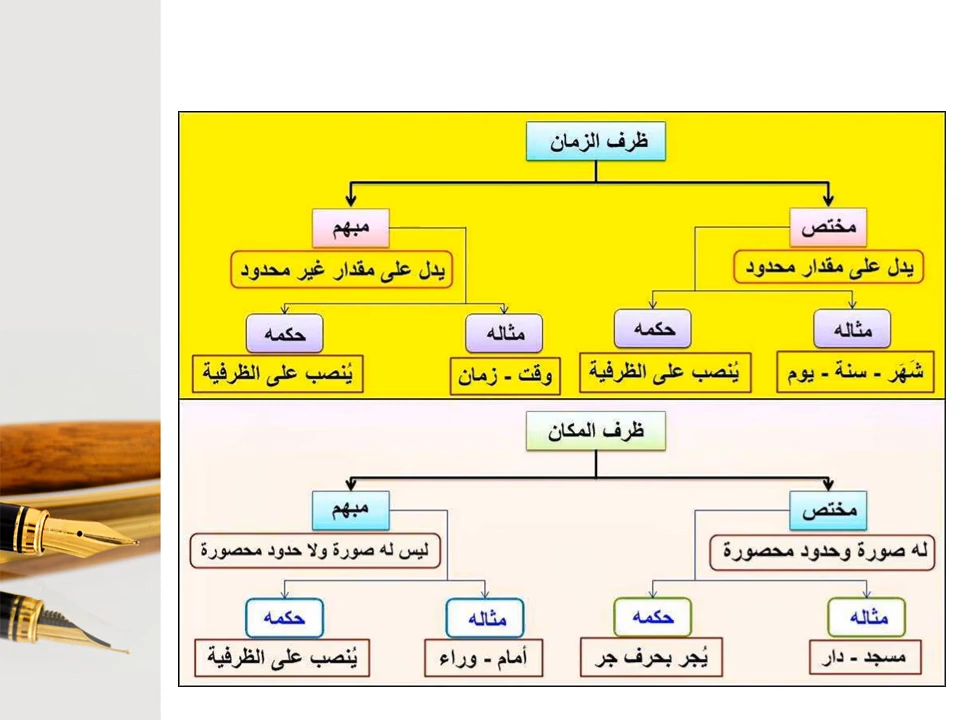 ظرف الزمان
مختص
مبهم
يدل على مقدار محدود
يدل على مقدار غير محدود
مثاله
حكمه
مثاله
حكمه
شَهَر - سنة - يوم
يُنصب على الظرفية
وقت - زمان
يُنصب على الظرفية
ظرف المكان
مختص
مبهم
له صورة وحدود محصورة
ليس له صورة ولا حدود محصورة
مثاله
حكمه
مثاله
حكمه
مسجد - دار
يُجر بحرف جر
أمام - وراء
يُنصب على الظرفية